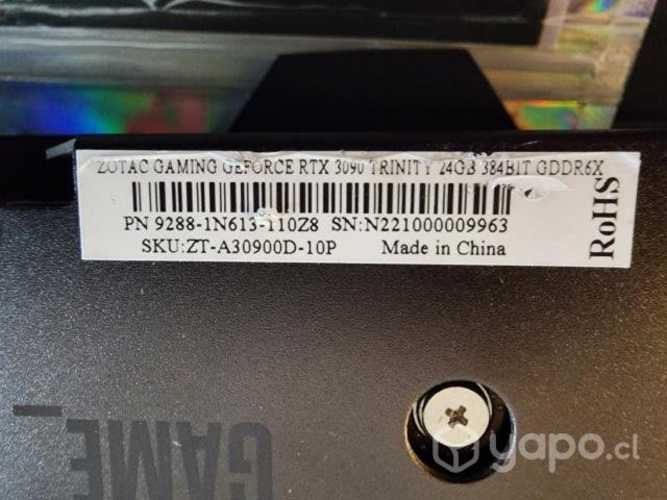 ZOTAC GAMING GEFORCE RTX 3090 TRINITY 24GB 384BIT GDDR6X
PN 9288-1N613-110Z8 SN:N221000009963
SKU:ZT-A30900D-10P Made in China
RoHS
GAME_
yapo.cl